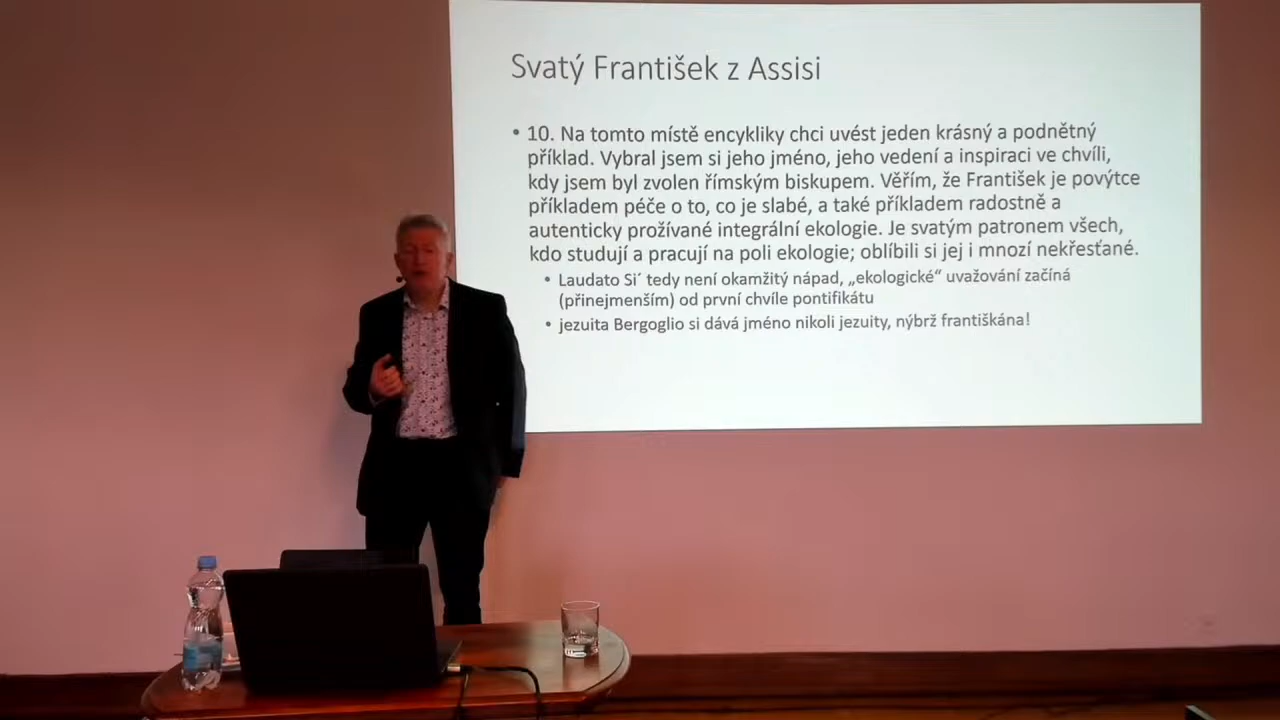 Svatý František z Assisi
• 10. Na tomto místě encykliky chci uvést jeden krásný a podnětný
příklad. Vybral jsem si jeho jméno, jeho vedení a inspiraci ve chvíli,
kdy jsem byl zvolen římským biskupem. Věřím, že František je povýtce
příkladem péče o to, co je slabé, a také příkladem radostně a
autenticky prožívané integrální ekologie. Je svatým patronem všech,
kdo studují a pracují na poli ekologie; oblíbili si jej i mnozí nekřesťané.
• Laudato Si´ tedy není okamžitý nápad, „ekologické“ uvažování začíná
(přinejmenším) od první chvíle pontifikátu
• jezuita Bergoglio si dává jméno nikoli jezuity, nýbrž františkána!